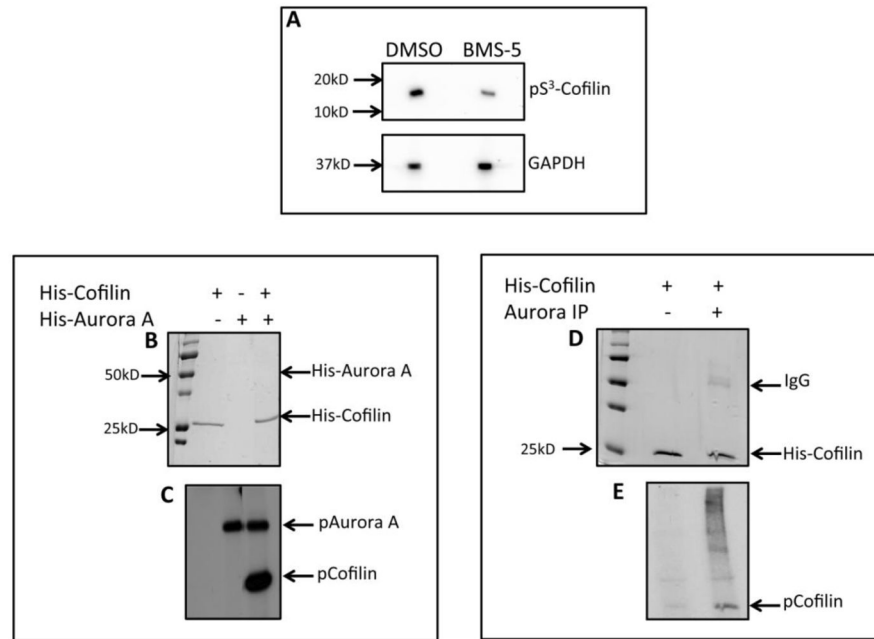 A
DMSO BMS-5
20kD
pS³-Cofilin
10kD
37kD
GAPDH
His-Cofilin + - +
His-Aurora A - + +
B
50kD
His-Aurora A
His-Cofilin
25kD
C
pAurora A
pCofilin
His-Cofilin + +
Aurora IP - +
D
IgG
25kD
His-Cofilin
E
pCofilin